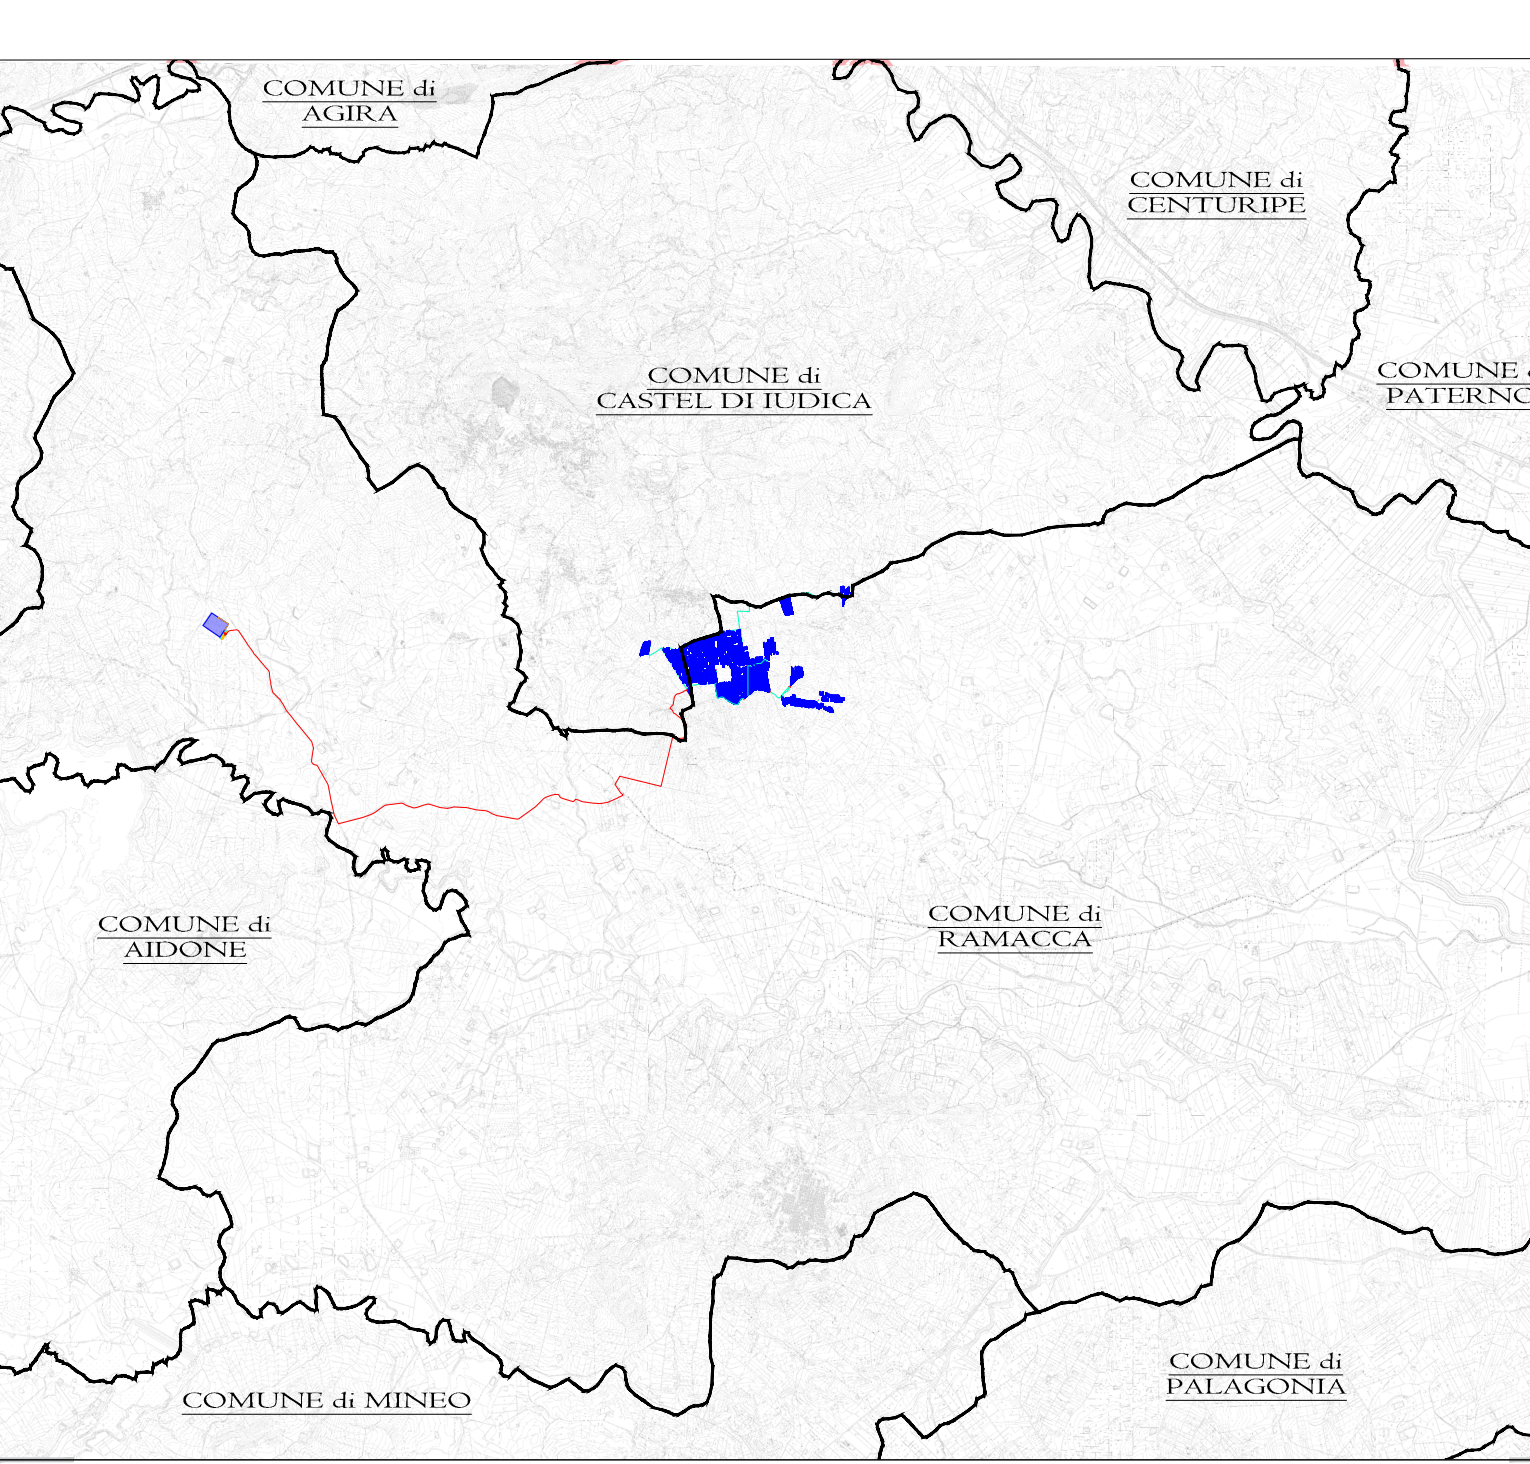 COMUNE di
AGIRA
COMUNE di
CENTURIPE
COMUNE di
CASTEL DI IUDICA
COMUNE
PATERNO
COMUNE di
RAMACCA
COMUNE di
AIDONE
COMUNE di
PALAGONIA
COMUNE di MINEO